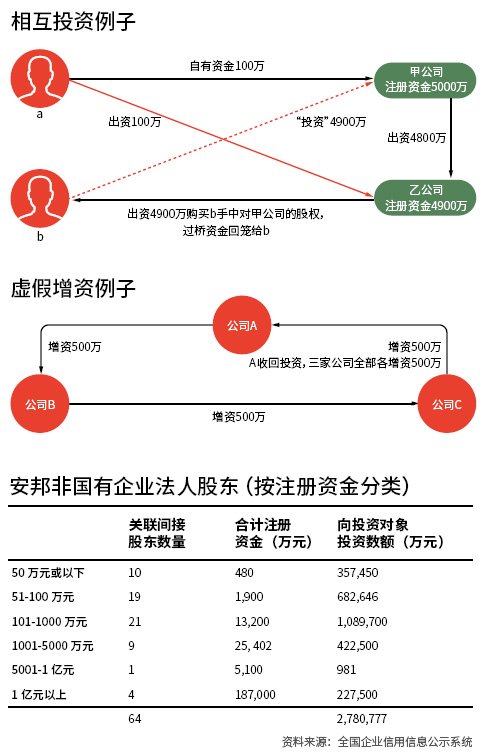 相互投资例子
自有资金100万
甲公司
注册资金5000万
a
出资100万
“投资”4900万
出资4800万
乙公司
注册资金4900万
出资4900万购买b手中对甲公司的股权，
过桥资金回笼给b
b
虚假增资例子
公司A
增资500万
增资500万
A收回投资，三家公司全部各增资500万
公司B
公司C
增资500万
安邦非国有企业法人股东（按注册资金分类）
关联间接 合计注册 向投资对象
股东数量 资金（万元） 投资数额（万元）
50 万元或以下 10 480 357,450
51-100 万元 19 1,900 682,646
101-1000 万元 21 13,200 1,089,700
1001-5000 万元 9 25, 402 422,500
5001-1 亿元 1 5,100 981
1 亿元以上 4 187,000 227,500
64 2,780,777
资料来源：全国企业信用信息公示系统